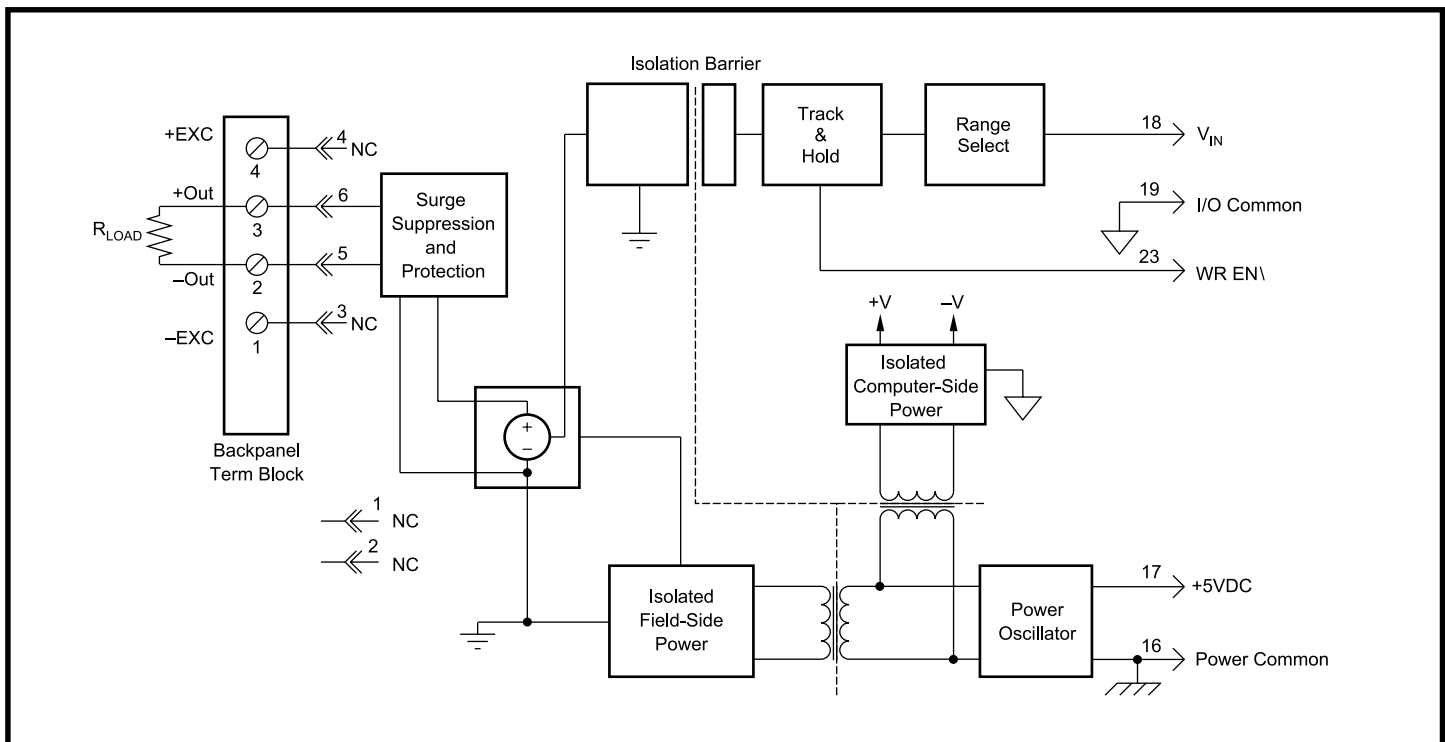 Isolation Barrier
+EXC
4
4
NC
+Out
3
6
R_LOAD
–Out
2
5
–EXC
1
3
NC
Backpanel
Term Block
Surge
Suppression
and
Protection
Track
&
Hold
Range
Select
18
V_IN
19
I/O Common
23
WR EN\
+V
–V
Isolated
Computer-Side
Power
+
–
1
NC
2
NC
Isolated
Field-Side
Power
Power
Oscillator
17
+5VDC
16
Power Common